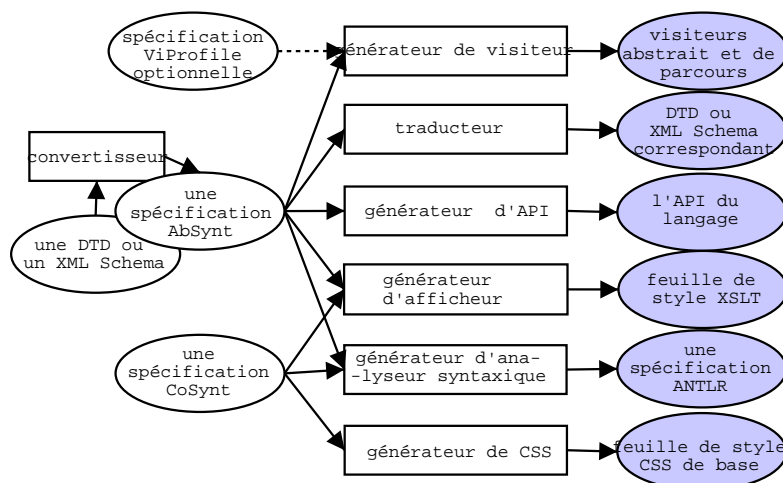 spécification
ViProfile
optionnelle
générateur de visiteur
visiteurs
abstrait et de
parcours
convertisseur
traducteur
DTD ou
XML Schema
correspondant
une
spécification
AbSynt
générateur d'API
l'API du
langage
une DTD ou
un XML Schema
générateur
d'afficheur
feuille de
style XSLT
une
spécification
CoSynt
générateur d'ana-
-lyseur syntaxique
une
spécification
ANTLR
générateur de CSS
feuille de style
CSS de base